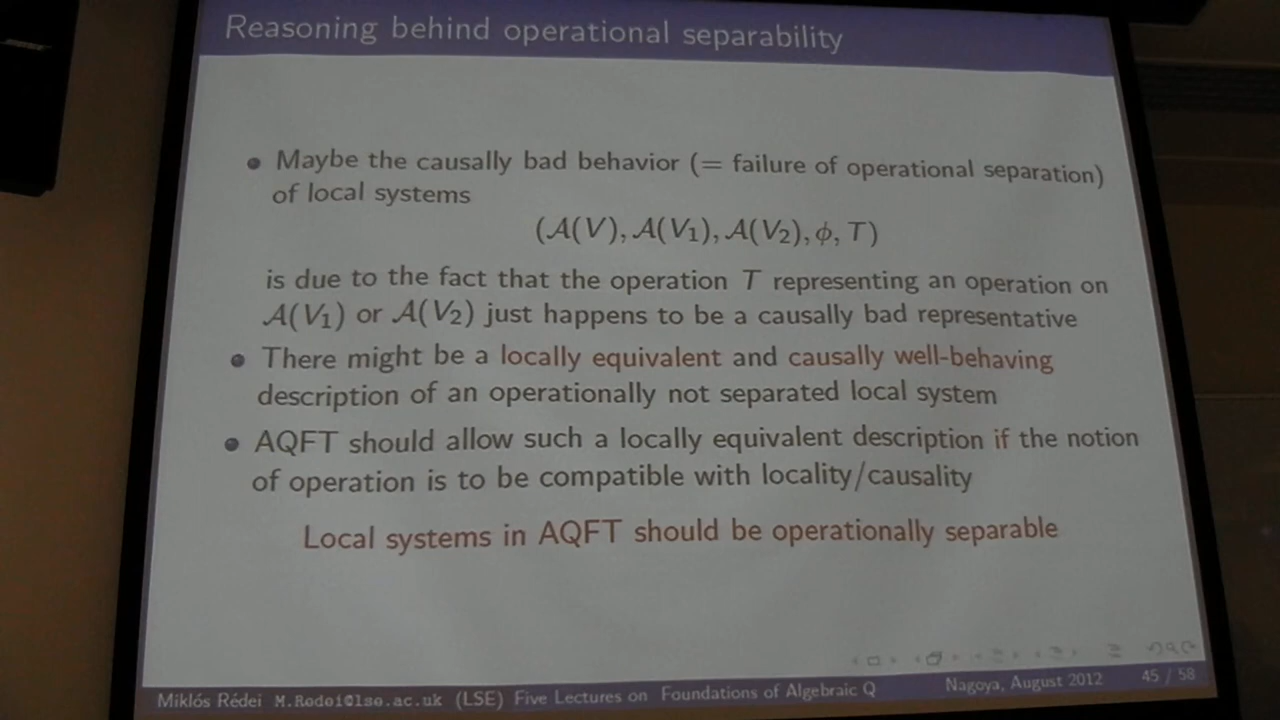 Reasoning behind operational separability
Maybe the causally bad behavior (= failure of operational separation)
of local systems
(𝒜(V), 𝒜(V₁), 𝒜(V₂), ϕ, T)
is due to the fact that the operation T representing an operation on
𝒜(V₁) or 𝒜(V₂) just happens to be a causally bad representative
There might be a locally equivalent and causally well-behaving
description of an operationally not separated local system
AQFT should allow such a locally equivalent description if the notion
of operation is to be compatible with locality/causality
Local systems in AQFT should be operationally separable
Miklós Rédei M.Redei@lse.ac.uk (LSE) Five Lectures on Foundations of Algebraic Q Nagoya, August 2012 45 / 58